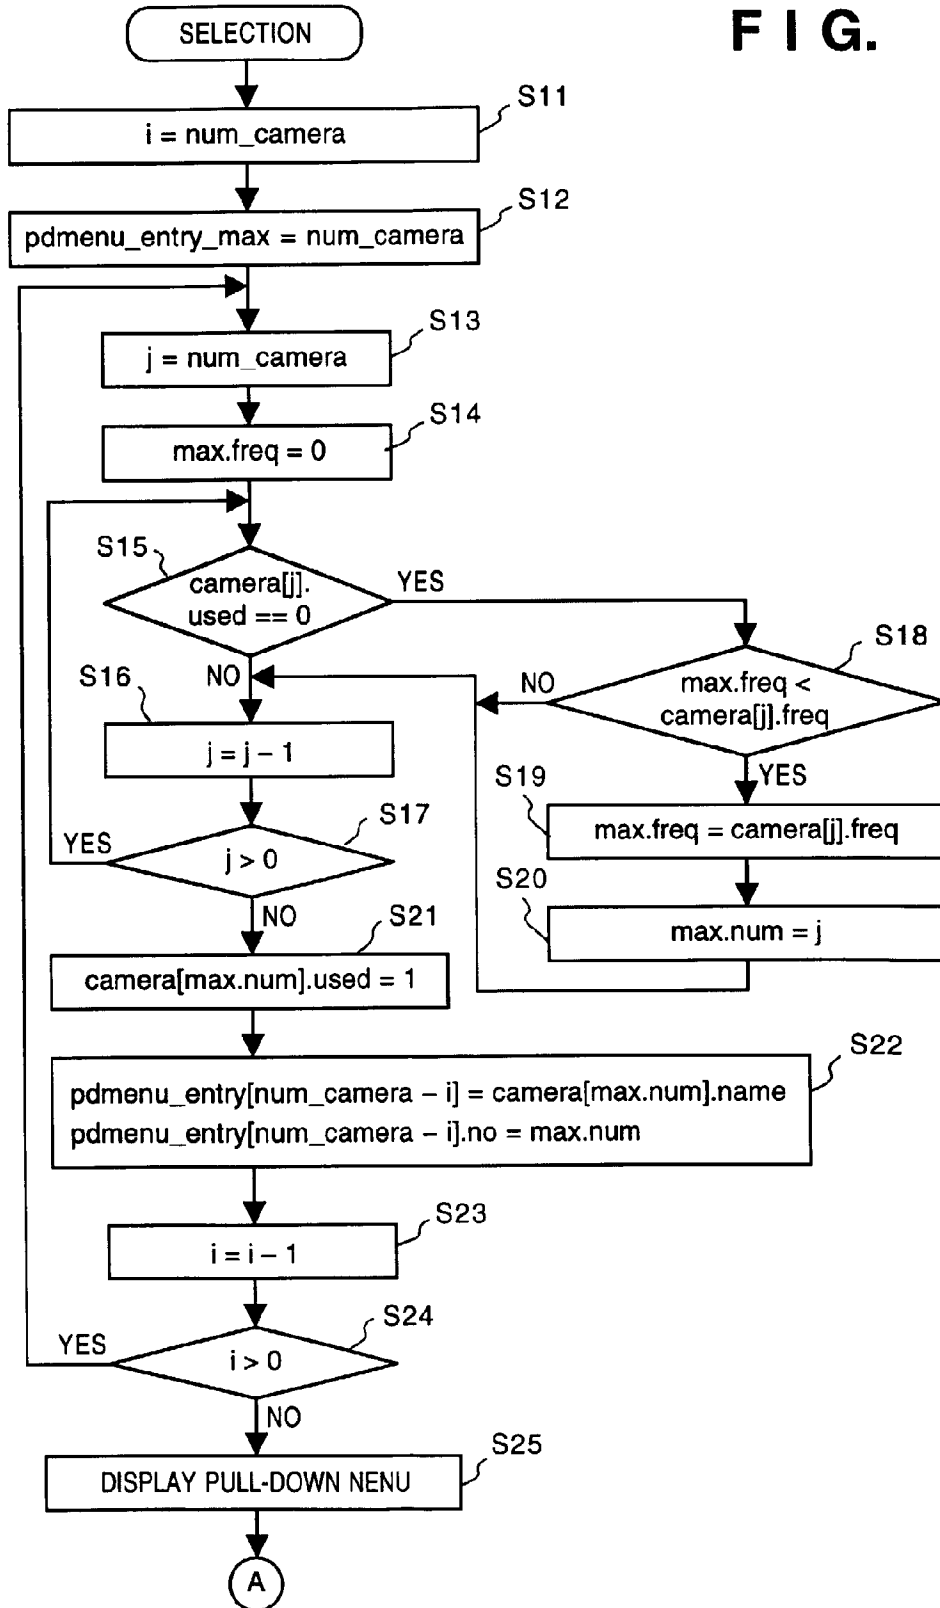 SELECTION
F I G.
S11
i = num_camera
S12
pdmenu_entry_max = num_camera
S13
j = num_camera
S14
max.freq = 0
S15
camera[j].
used == 0
YES
NO
S18
max.freq <
camera[j].freq
NO
YES
S16
j = j – 1
S19
max.freq = camera[j].freq
S17
j > 0
YES
NO
S20
max.num = j
S21
camera[max.num].used = 1
S22
pdmenu_entry[num_camera – i] = camera[max.num].name
pdmenu_entry[num_camera – i].no = max.num
S23
i = i – 1
S24
i > 0
YES
NO
S25
DISPLAY PULL-DOWN NENU
A